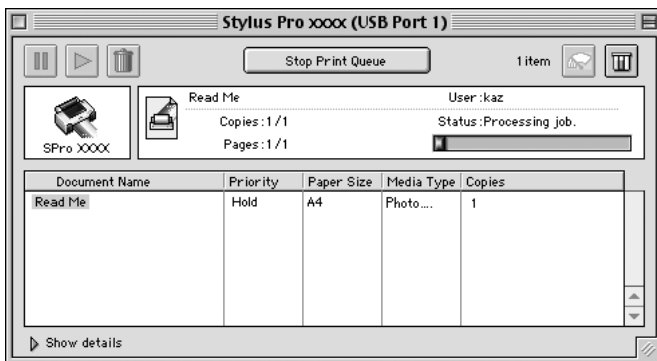 Stylus Pro xxxx (USB Port 1)
Stop Print Queue
1 item
Read Me User :kaz
Copies :1 /1 Status :Processing job.
SPro XXXX Pages :1 /1
Document Name Priority Paper Size Media Type Copies
Read Me Hold A4 Photo.... 1
Show details